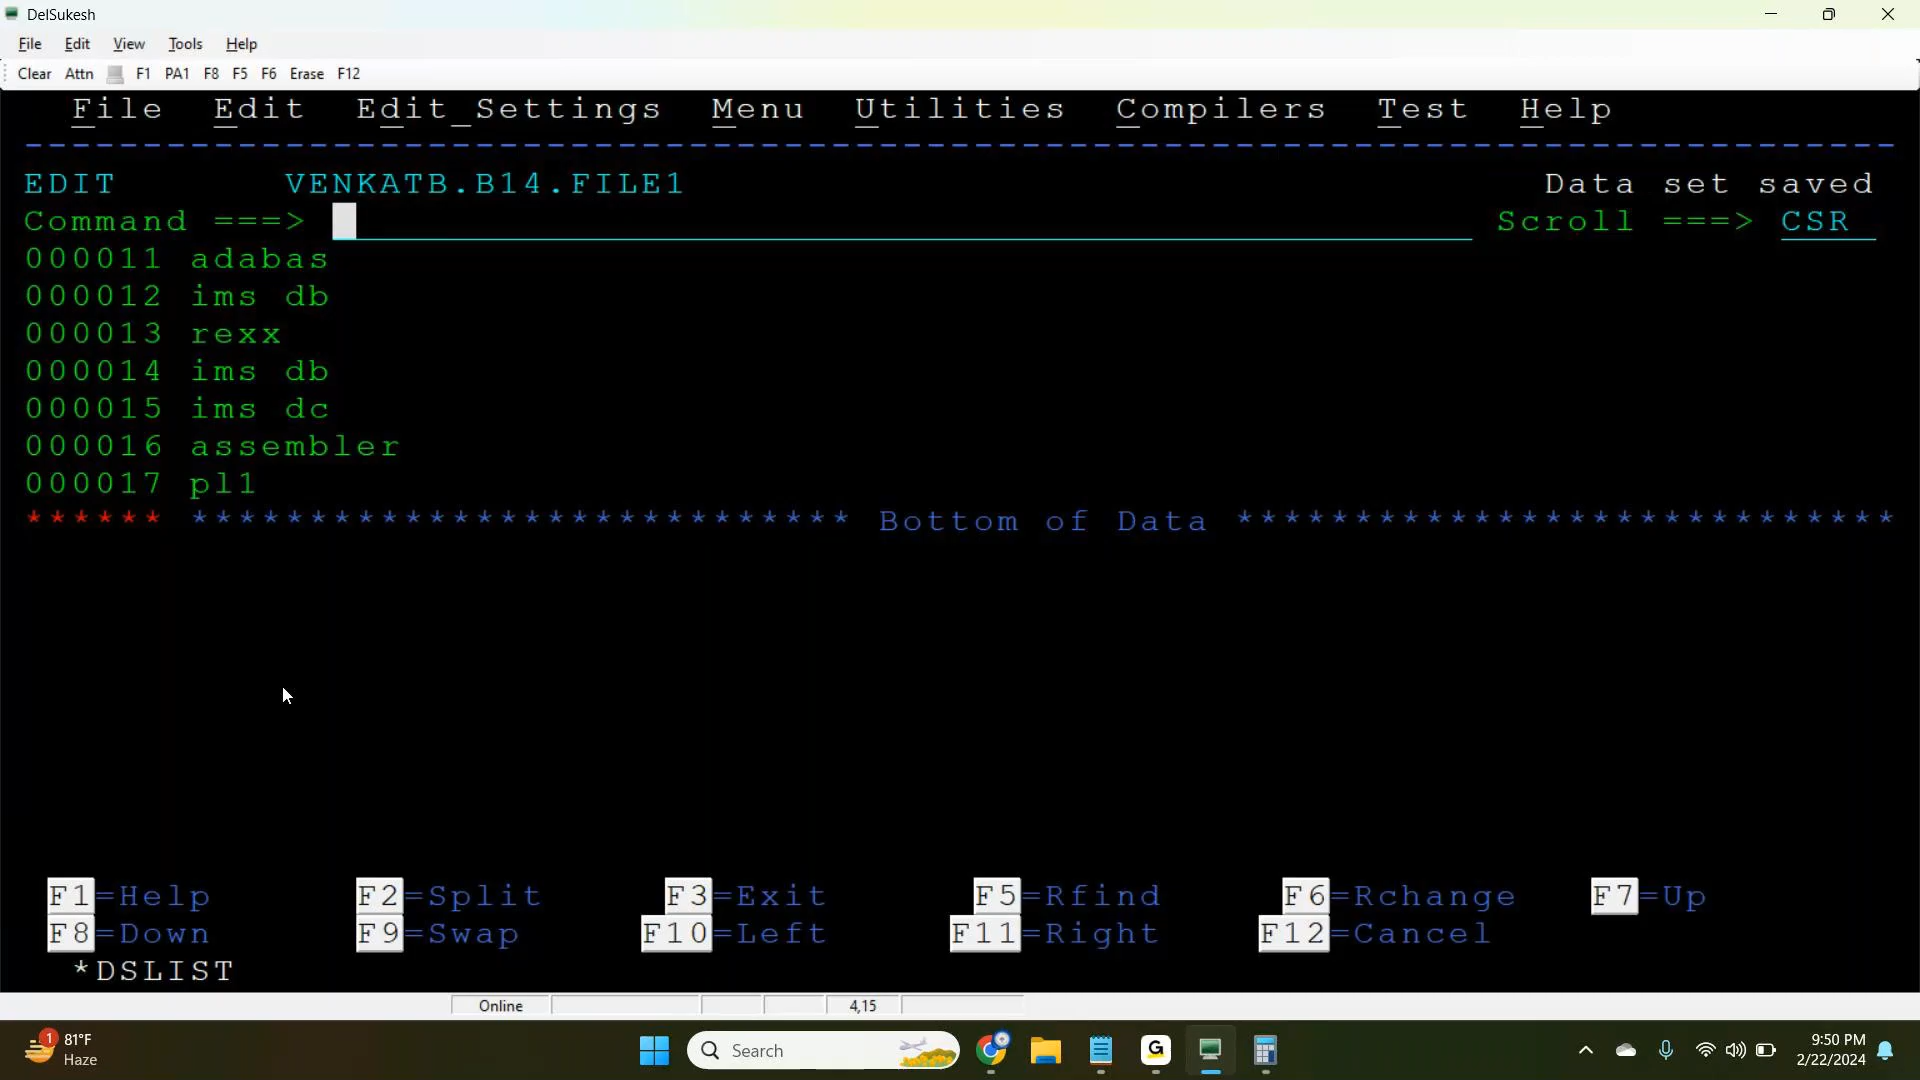 DelSukesh
File Edit View Tools Help
Clear Attn F1 PA1 F8 F5 F6 Erase F12
File Edit Edit_Settings Menu Utilities Compilers Test Help
--------------------------------------------------------------------------------
EDIT VENKATB.B14.FILE1 Data set saved
Command ===> Scroll ===> CSR
000011 adabas
000012 ims db
000013 rexx
000014 ims db
000015 ims dc
000016 assembler
000017 pl1
****** **************************** Bottom of Data ****************************
F1=Help F2=Split F3=Exit F5=Rfind F6=Rchange F7=Up
F8=Down F9=Swap F10=Left F11=Right F12=Cancel
*DSLIST
Online 4,15
1 81°F
Haze
Search
G
9:50 PM
2/22/2024